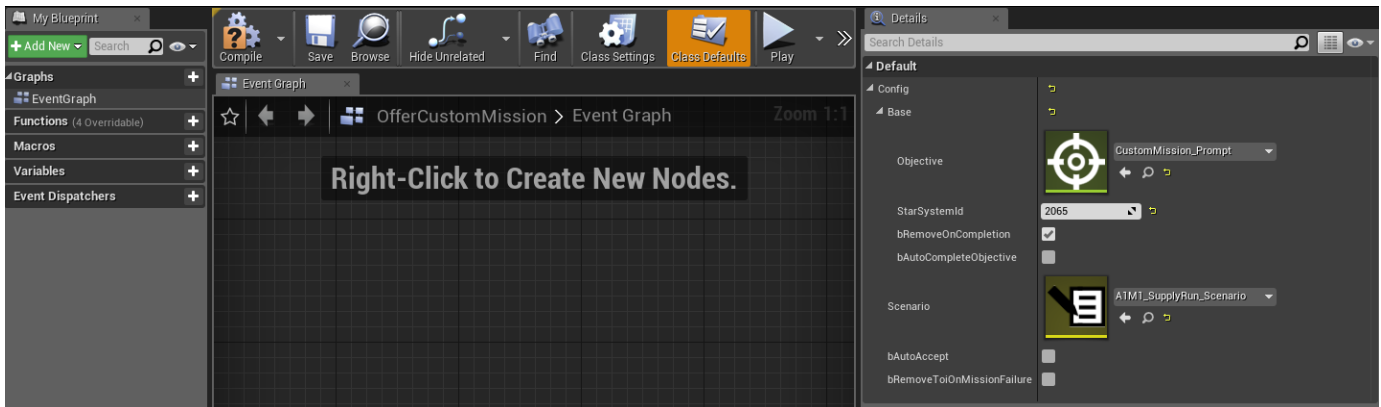 My Blueprint
Add New
Search
Graphs
EventGraph
Functions (4 Overridable)
Macros
Variables
Event Dispatchers
Compile
Save
Browse
Hide Unrelated
Find
Class Settings
Class Defaults
Play
Event Graph
OfferCustomMission > Event Graph
Zoom 1:1
Right-Click to Create New Nodes.
Details
Search Details
Default
Config
Base
Objective
CustomMission_Prompt
StarSystemId
2065
bRemoveOnCompletion
bAutoCompleteObjective
Scenario
A1M1_SupplyRun_Scenario
bAutoAccept
bRemoveToiOnMissionFailure